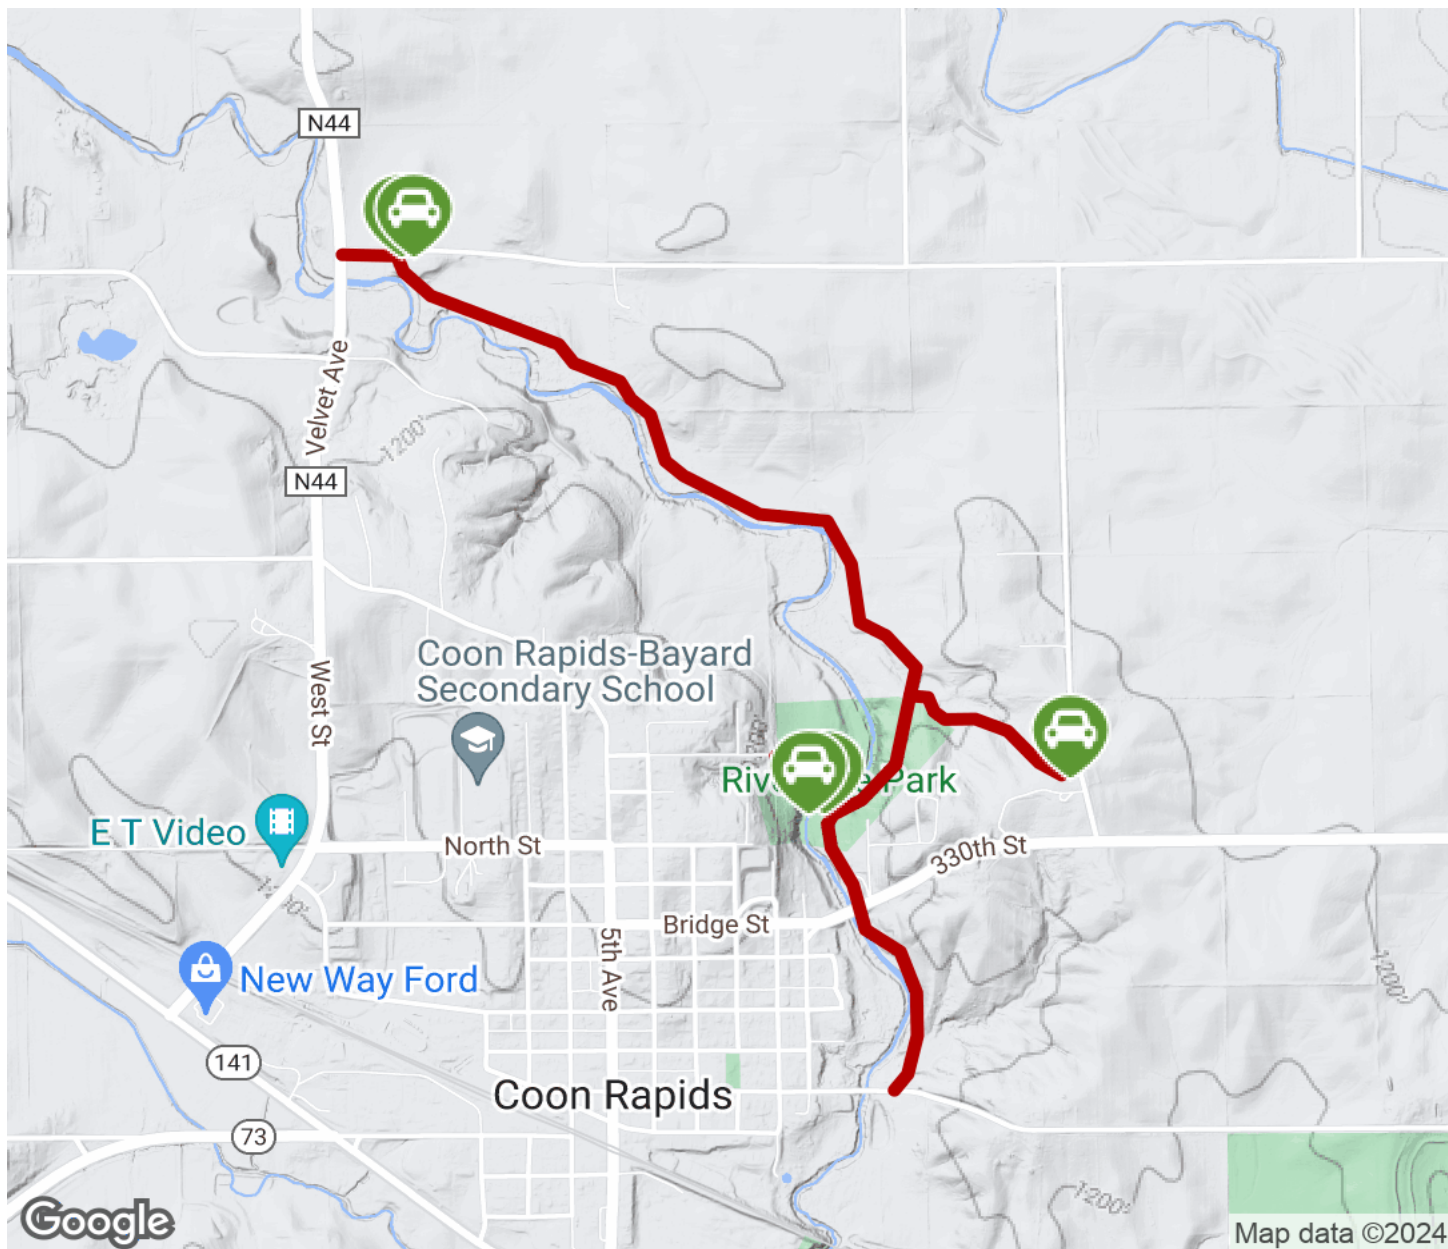 N44
Velvet Ave
1200'
N44
Coon Rapids-Bayard
Secondary School
West St
Park
E T Video
North St
330th St
Bridge St
5th Ave
New Way Ford
1200'
141
Coon Rapids
73
1200'
Google
Map data ©2024